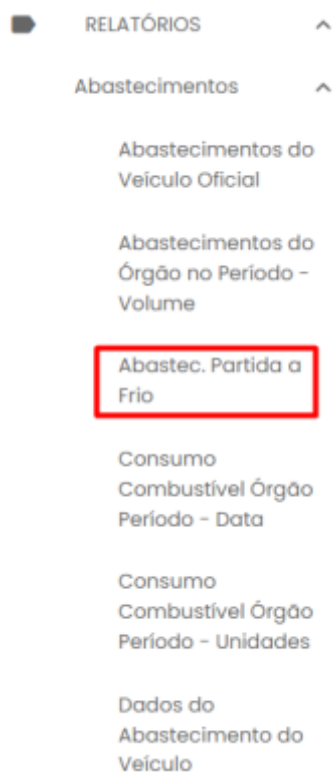 RELATÓRIOS
Abastecimentos
Abastecimentos do
Veículo Oficial
Abastecimentos do
Órgão no Período -
Volume
Abastec. Partida a
Frio
Consumo
Combustível Órgão
Período - Data
Consumo
Combustível Órgão
Período - Unidades
Dados do
Abastecimento do
Veículo